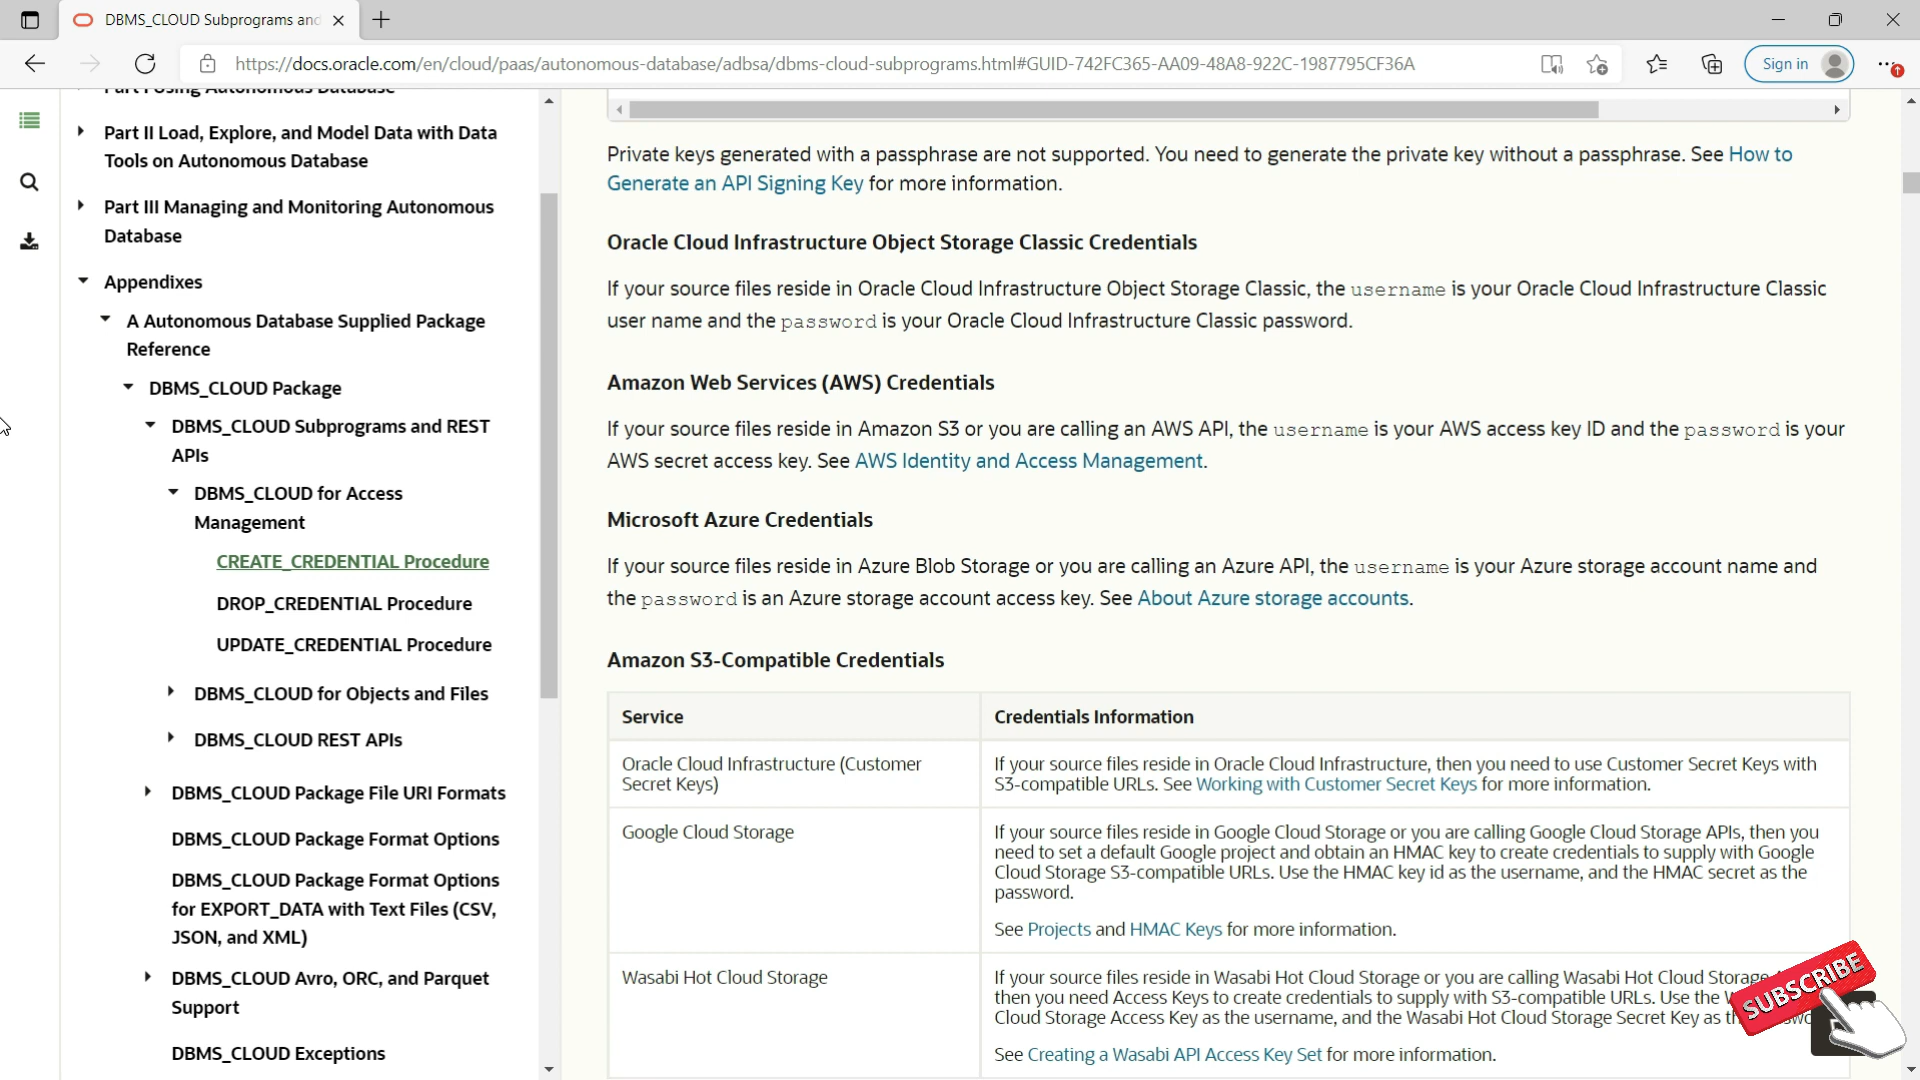 DBMS_CLOUD Subprograms and
https://docs.oracle.com/en/cloud/paas/autonomous-database/adbsa/dbms-cloud-subprograms.html#GUID-742FC365-AA09-48A8-922C-1987795CF36A
Sign in
Part I Using Autonomous Database
Part II Load, Explore, and Model Data with Data
Tools on Autonomous Database
Part III Managing and Monitoring Autonomous
Database
Appendixes
A Autonomous Database Supplied Package
Reference
DBMS_CLOUD Package
DBMS_CLOUD Subprograms and REST
APIs
DBMS_CLOUD for Access
Management
CREATE_CREDENTIAL Procedure
DROP_CREDENTIAL Procedure
UPDATE_CREDENTIAL Procedure
DBMS_CLOUD for Objects and Files
DBMS_CLOUD REST APIs
DBMS_CLOUD Package File URI Formats
DBMS_CLOUD Package Format Options
DBMS_CLOUD Package Format Options
for EXPORT_DATA with Text Files (CSV,
JSON, and XML)
DBMS_CLOUD Avro, ORC, and Parquet
Support
DBMS_CLOUD Exceptions
Private keys generated with a passphrase are not supported. You need to generate the private key without a passphrase. See How to
Generate an API Signing Key for more information.
Oracle Cloud Infrastructure Object Storage Classic Credentials
If your source files reside in Oracle Cloud Infrastructure Object Storage Classic, the username is your Oracle Cloud Infrastructure Classic
user name and the password is your Oracle Cloud Infrastructure Classic password.
Amazon Web Services (AWS) Credentials
If your source files reside in Amazon S3 or you are calling an AWS API, the username is your AWS access key ID and the password is your
AWS secret access key. See AWS Identity and Access Management.
Microsoft Azure Credentials
If your source files reside in Azure Blob Storage or you are calling an Azure API, the username is your Azure storage account name and
the password is an Azure storage account access key. See About Azure storage accounts.
Amazon S3-Compatible Credentials
Service
Credentials Information
Oracle Cloud Infrastructure (Customer
Secret Keys)
If your source files reside in Oracle Cloud Infrastructure, then you need to use Customer Secret Keys with
S3-compatible URLs. See Working with Customer Secret Keys for more information.
Google Cloud Storage
If your source files reside in Google Cloud Storage or you are calling Google Cloud Storage APIs, then you
need to set a default Google project and obtain an HMAC key to create credentials to supply with Google
Cloud Storage S3-compatible URLs. Use the HMAC key id as the username, and the HMAC secret as the
password.
See Projects and HMAC Keys for more information.
Wasabi Hot Cloud Storage
If your source files reside in Wasabi Hot Cloud Storage or you are calling Wasabi Hot Cloud Storage
then you need Access Keys to create credentials to supply with S3-compatible URLs. Use the
Cloud Storage Access Key as the username, and the Wasabi Hot Cloud Storage Secret Key as
See Creating a Wasabi API Access Key Set for more information.
SUBSCRIBE